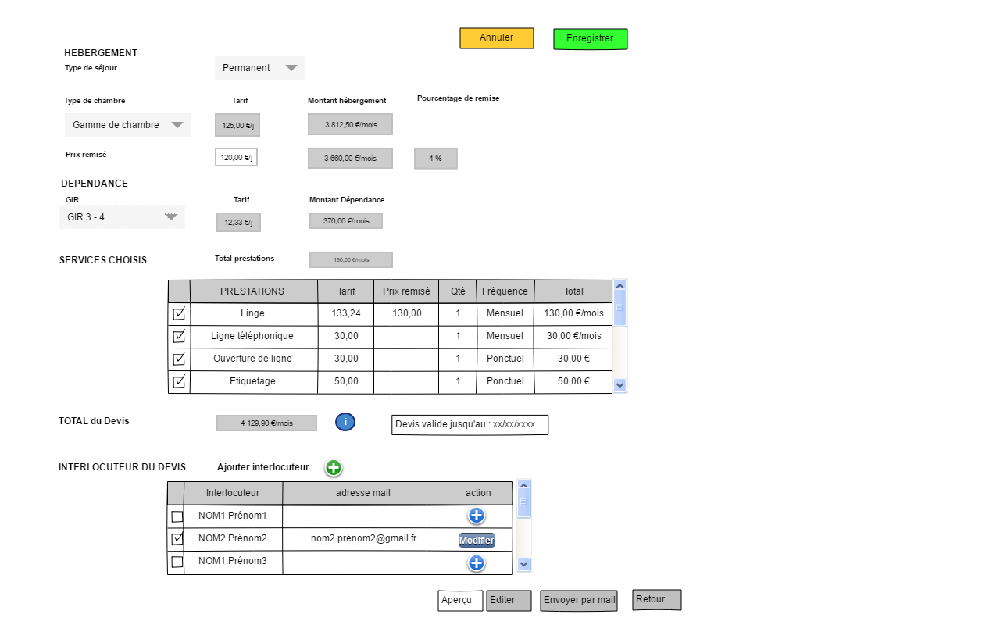 Annuler Enregistrer
HEBERGEMENT
Type de séjour Permanent
Type de chambre Tarif Montant hébergement Pourcentage de remise
Gamme de chambre 125,00 €/j 3 812,50 €/mois
Prix remisé 120,00 €/j 3 660,00 €/mois 4 %
DEPENDANCE
GIR Tarif Montant Dépendance
GIR 3 - 4 12,33 €/j 376,06 €/mois
SERVICES CHOISIS Total prestations 160,00 €/mois
PRESTATIONS Tarif Prix remisé Qté Fréquence Total
Linge 133,24 130,00 1 Mensuel 130,00 €/mois
Ligne téléphonique 30,00 1 Mensuel 30,00 €/mois
Ouverture de ligne 30,00 1 Ponctuel 30,00 €
Etiquetage 50,00 1 Ponctuel 50,00 €
TOTAL du Devis 4 129,90 €/mois i Devis valide jusqu'au : xx/xx/xxxx
INTERLOCUTEUR DU DEVIS Ajouter interlocuteur
Interlocuteur adresse mail action
NOM1 Prénom1
NOM2 Prénom2 nom2.prénom2@gmail.fr Modifier
NOM1.Prénom3
Aperçu Editer Envoyer par mail Retour